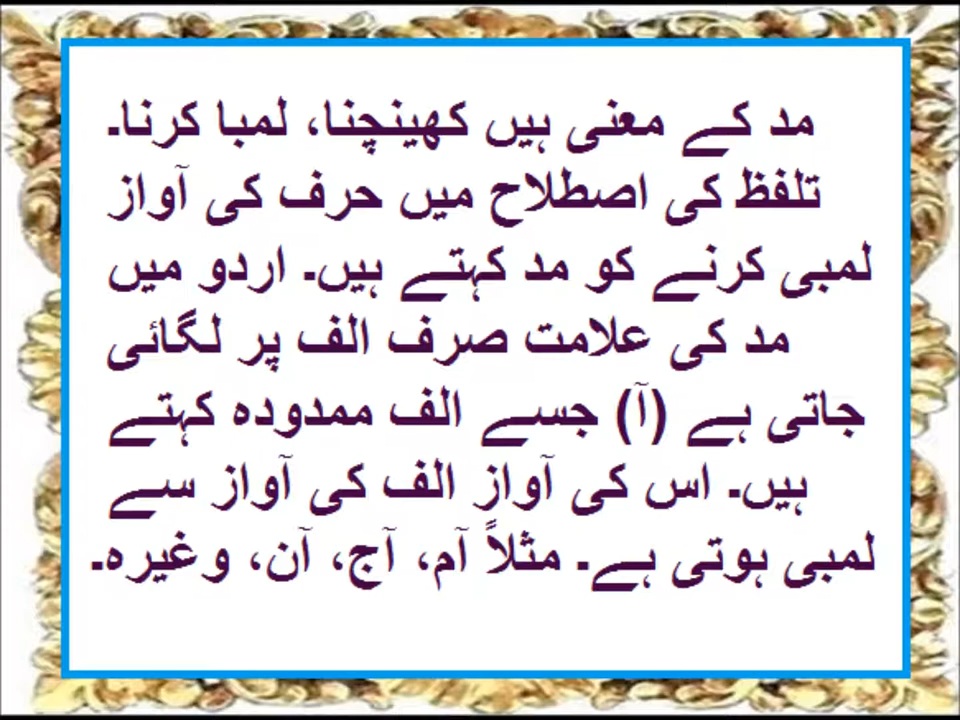 مد کے معنی ہیں کھینچنا، لمبا کرنا۔
تلفظ کی اصطلاح میں حرف کی آواز
لمبی کرنے کو مد کہتے ہیں۔ اردو میں
مد کی علامت صرف الف پر لگائی
جاتی ہے (آ) جسے الف ممدودہ کہتے
ہیں۔ اس کی آواز الف کی آواز سے
لمبی ہوتی ہے۔ مثلاً آم، آج، آن، وغیرہ۔